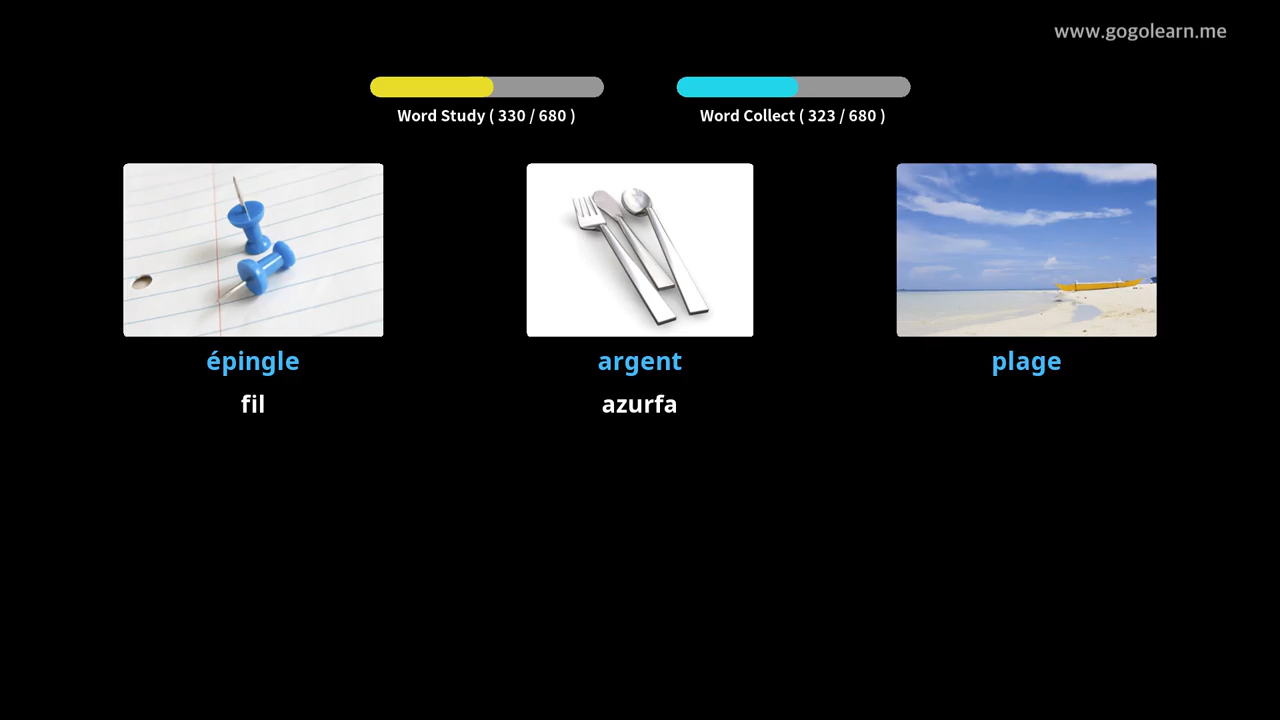 www.gogolearn.me
Word Study ( 330 / 680 )
Word Collect ( 323 / 680 )
épingle
argent
plage
fil
azurfa